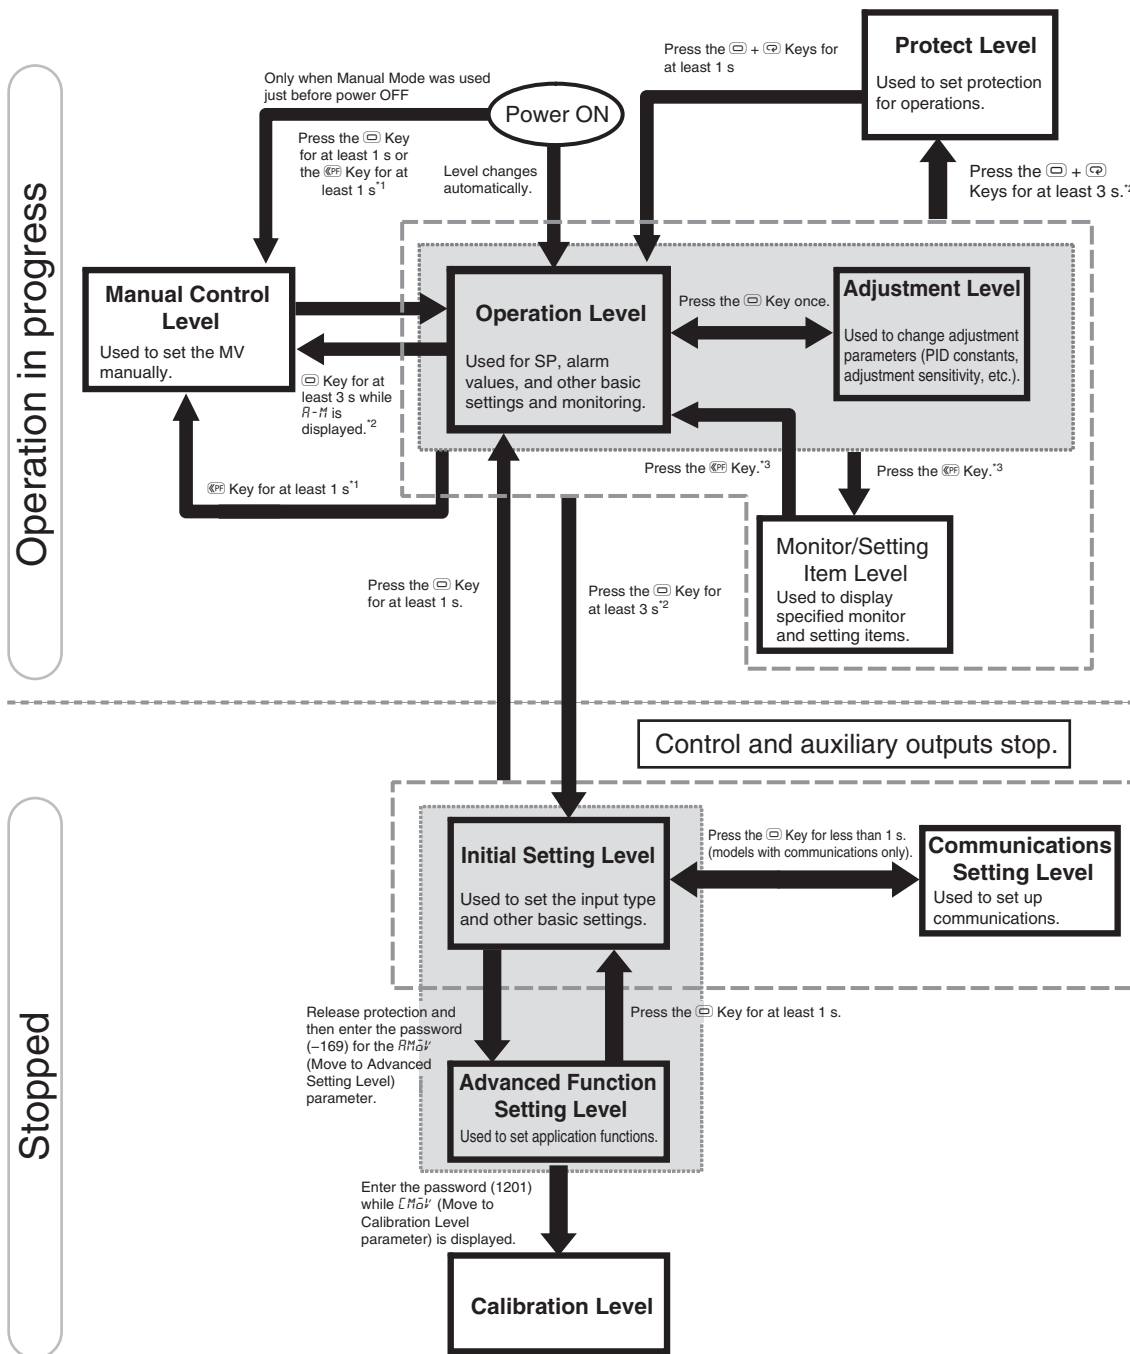 Operation in progress
Only when Manual Mode was used
just before power OFF
Power ON
Press the Key
for at least 1 s or
the PF Key for at
least 1 s*1
Level changes
automatically.
Press the + Keys for
at least 1 s
Protect Level
Used to set protection
for operations.
Press the +
Keys for at least 3 s.*2
Manual Control
Level
Used to set the MV
manually.
Operation Level
Used for SP, alarm
values, and other basic
settings and monitoring.
Press the Key once.
Adjustment Level
Used to change adjustment
parameters (PID constants,
adjustment sensitivity, etc.).
Key for at
least 3 s while
A-M is
displayed.*2
PF Key for at least 1 s*1
Press the PF Key.*3
Press the PF Key.*3
Monitor/Setting
Item Level
Used to display
specified monitor
and setting items.
Press the Key
for at least 1 s.
Press the Key for
at least 3 s*2
Stopped
Control and auxiliary outputs stop.
Initial Setting Level
Used to set the input type
and other basic settings.
Press the Key for less than 1 s.
(models with communications only).
Communications
Setting Level
Used to set up
communications.
Release protection and
then enter the password
(–169) for the AMoV
(Move to Advanced
Setting Level)
parameter.
Press the Key for at least 1 s.
Advanced Function
Setting Level
Used to set application functions.
Enter the password (1201)
while CMoV (Move to
Calibration Level
parameter) is displayed.
Calibration Level